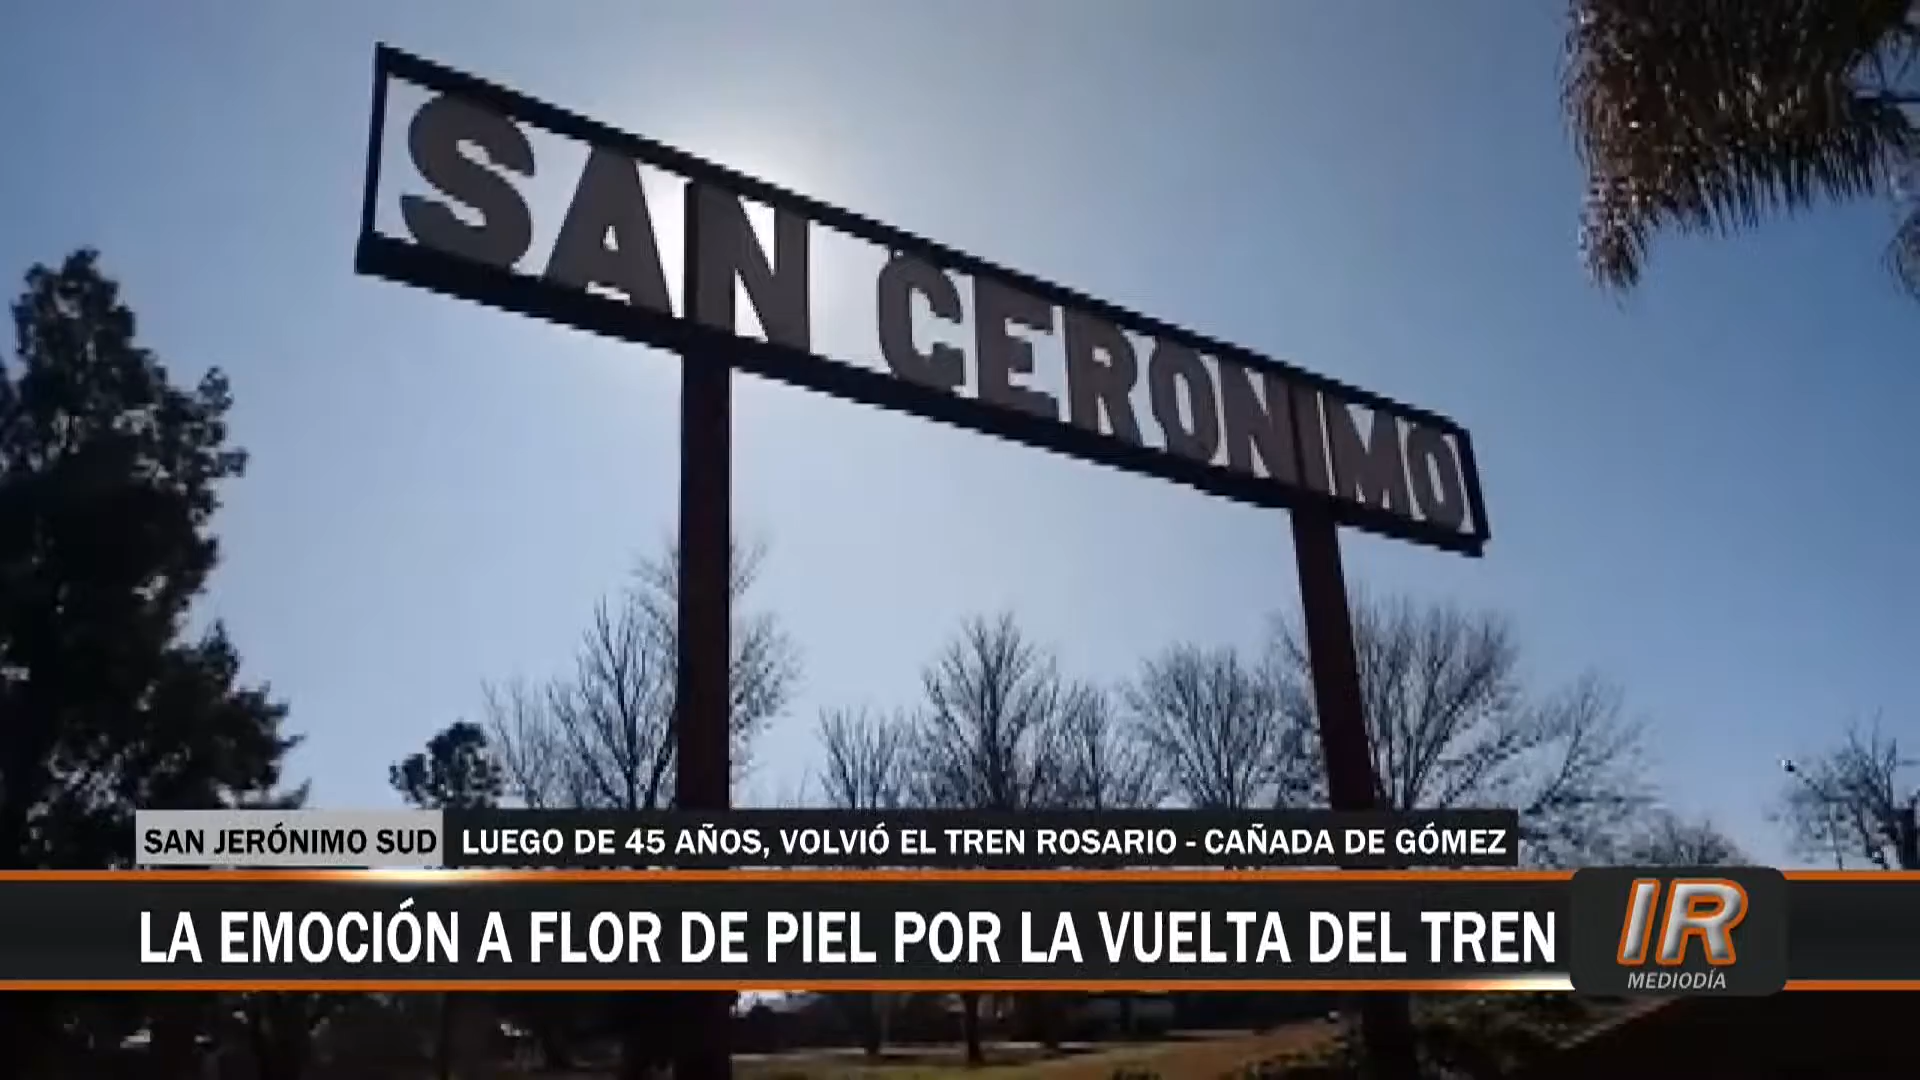 SAN CERONIMO
SAN JERÓNIMO SUD
LUEGO DE 45 AÑOS, VOLVIÓ EL TREN ROSARIO - CAÑADA DE GÓMEZ
LA EMOCIÓN A FLOR DE PIEL POR LA VUELTA DEL TREN
IR
MEDIODÍA